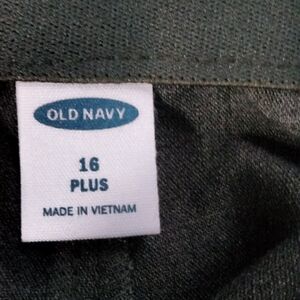 OLD NAVY
16
PLUS
MADE IN VIETNAM